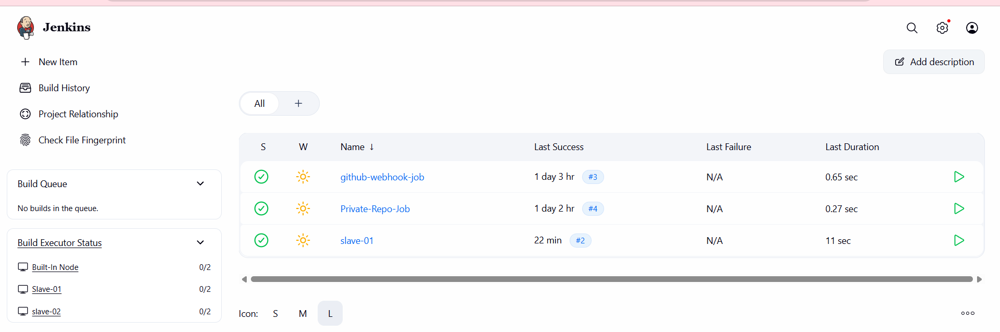 Jenkins
New Item
Add description
Build History
All
Project Relationship
Check File Fingerprint
S W Name ↓ Last Success Last Failure Last Duration
github-webhook-job 1 day 3 hr #3 N/A 0.65 sec
Private-Repo-Job 1 day 2 hr #4 N/A 0.27 sec
slave-01 22 min #2 N/A 11 sec
Build Queue
No builds in the queue.
Build Executor Status
Built-In Node 0/2
Slave-01 0/2
slave-02 0/2
Icon: S M L